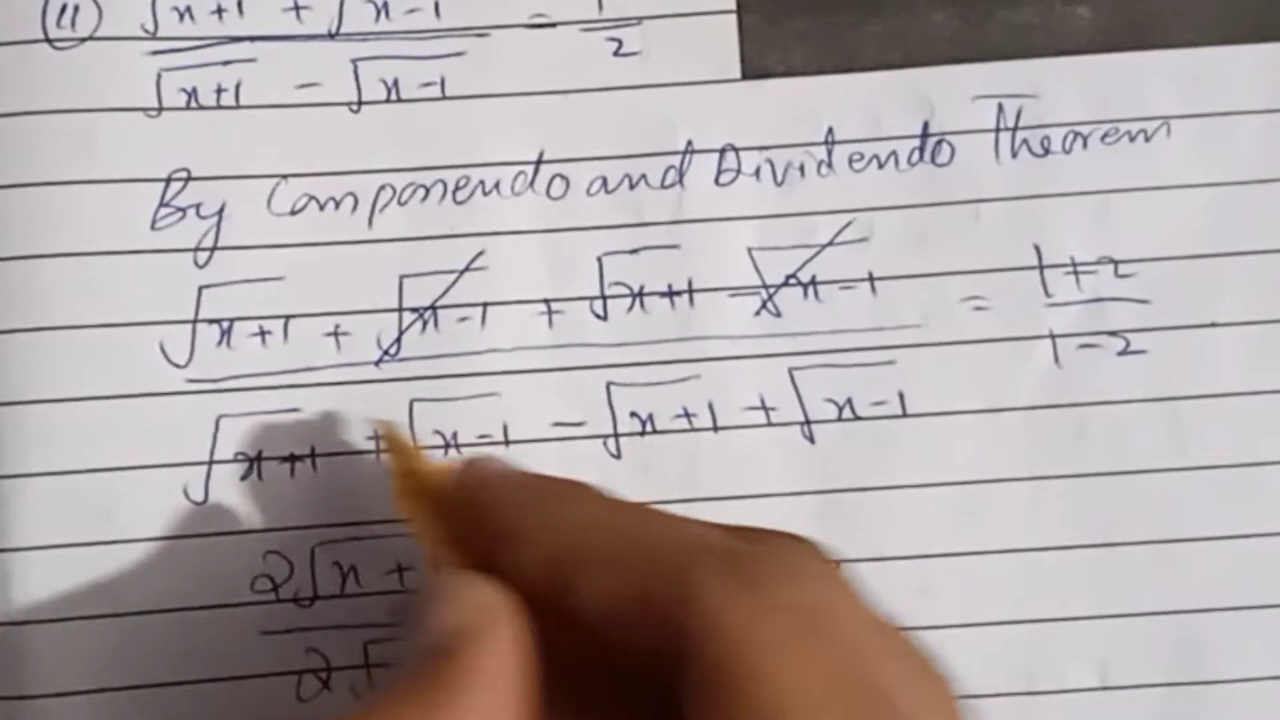 (ii) √x+1 + √x-1 = 1
√x+1 - √x-1 2
By Componendo and Dividendo Theorem
√x+1 + √x-1 + √x+1 - √x-1 = 1+2
√x+1 + √x-1 - √x+1 + √x-1 1-2
2√x+
2√